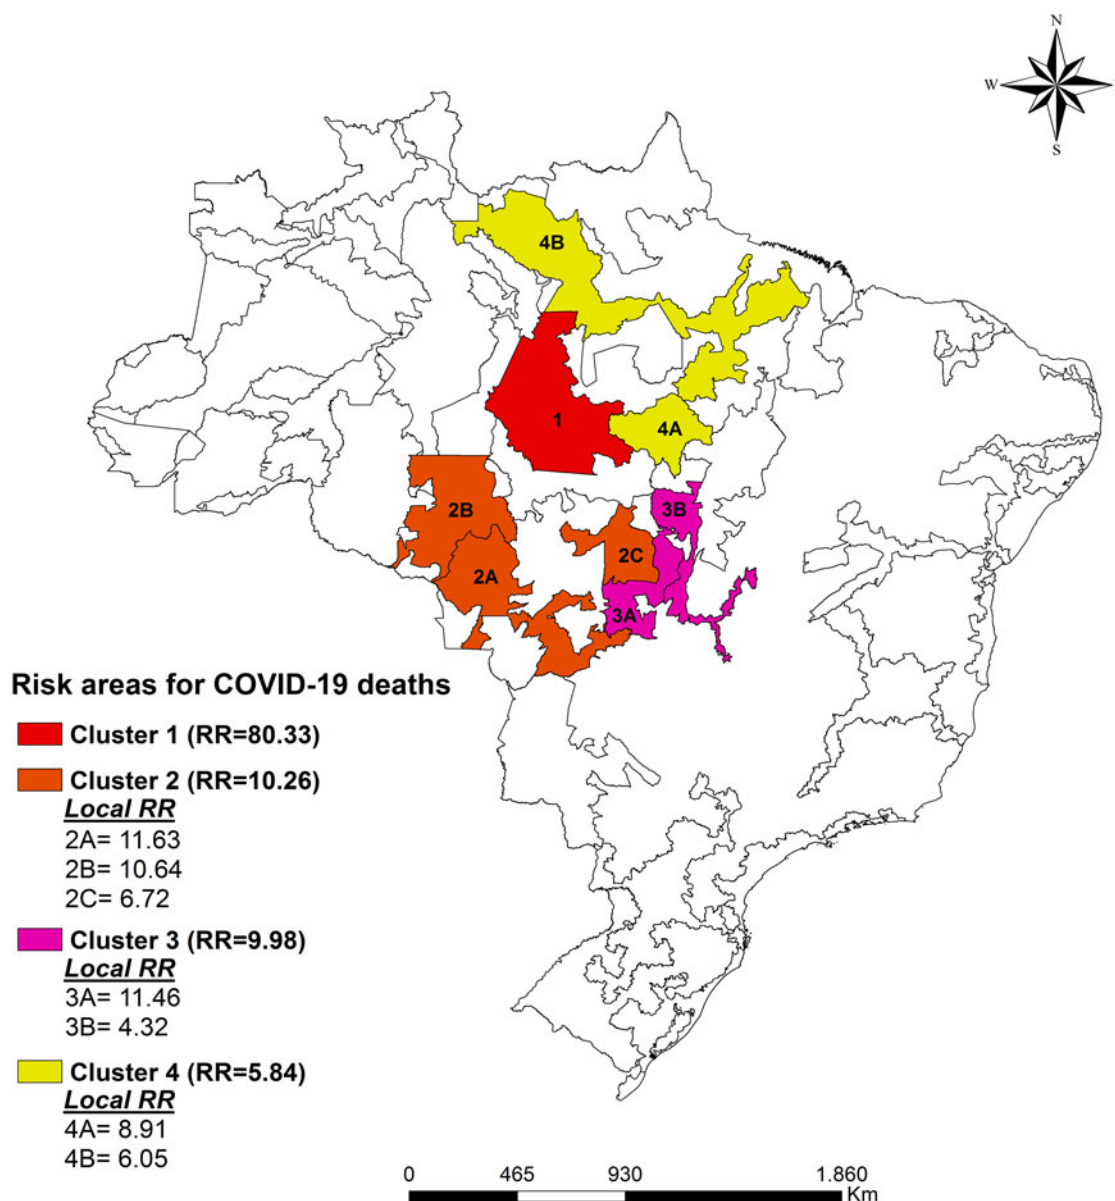 N
W
S
4B
1
4A
2B
3B
2C
2A
3A
Risk areas for COVID-19 deaths
Cluster 1 (RR=80.33)
Cluster 2 (RR=10.26)
Local RR
2A= 11.63
2B= 10.64
2C= 6.72
Cluster 3 (RR=9.98)
Local RR
3A= 11.46
3B= 4.32
Cluster 4 (RR=5.84)
Local RR
4A= 8.91
4B= 6.05
0 465 930 1.860
Km